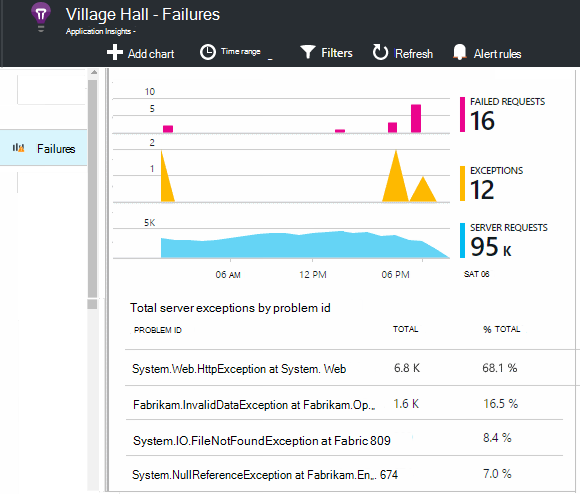 Village Hall - Failures
Application Insights -
Add chart
Time range
Filters
Refresh
Alert rules
Failures
10
5
FAILED REQUESTS
16
2
1
EXCEPTIONS
12
5K
SERVER REQUESTS
95 K
06 AM
12 PM
06 PM
SAT 06
Total server exceptions by problem id
PROBLEM ID TOTAL % TOTAL
System.Web.HttpException at System. Web 6.8 K 68.1 %
Fabrikam.InvalidDataException at Fabrikam.Op... 1.6 K 16.5 %
System.IO.FileNotFoundException at Fabric 809 8.4 %
System.NullReferenceException at Fabrikam.En... 674 7.0 %